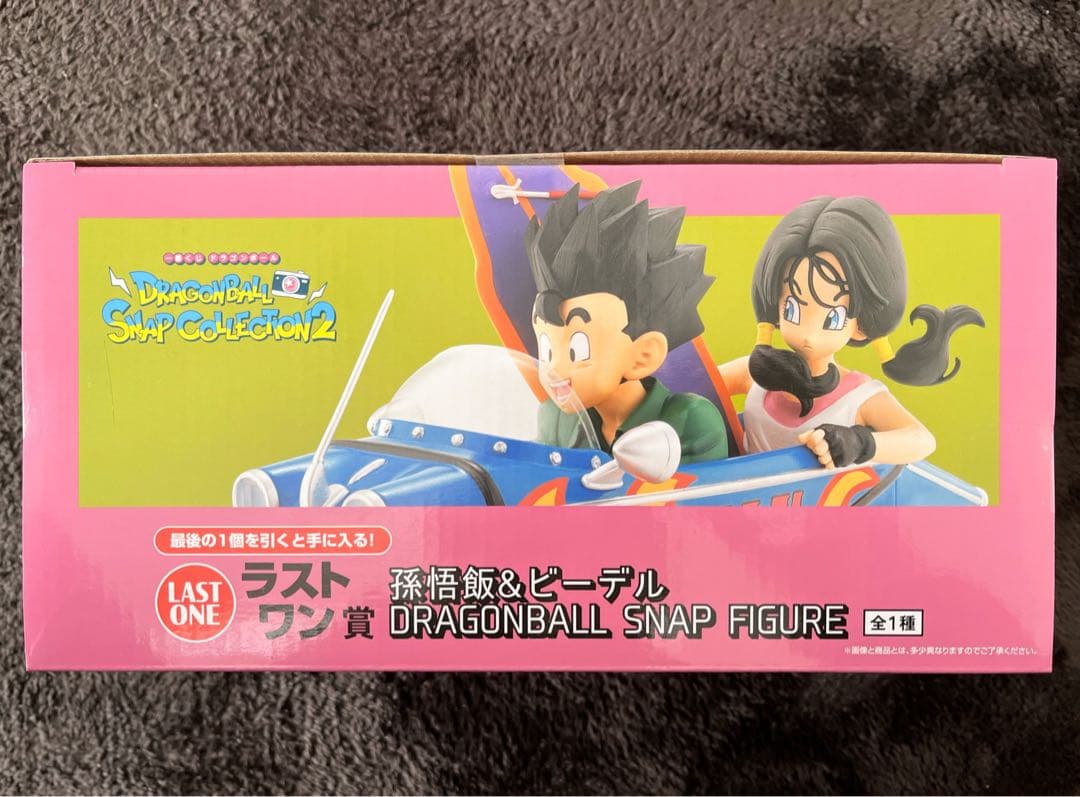 一番くじ ドラゴンボール
DRAGONBALL
SNAP COLLECTION2
最後の1個を引くと手に入る!
LAST
ONE
ラスト
ワン賞
孫悟飯&ビーデル
DRAGONBALL SNAP FIGURE
全1種
※画像と商品とは、多少異なりますのでご了承ください。